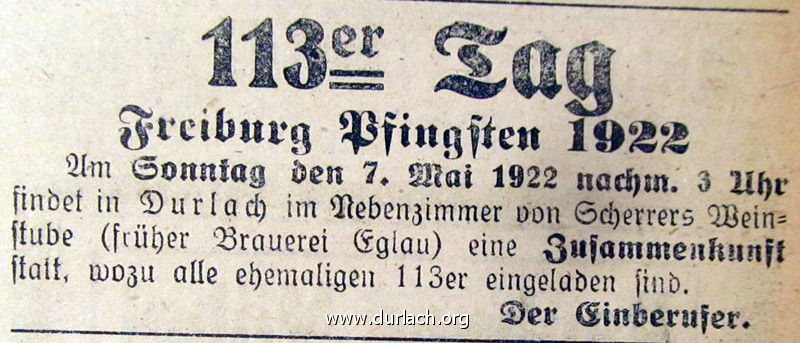 113er Tag
Freiburg Pfingsten 1922
Am Sonntag den 7. Mai 1922 nachm. 3 Uhr
findet in Durlach im Nebenzimmer von Scherrers Wein-
stube (früher Brauerei Eglau) eine Zusammenkunft
statt, wozu alle ehemaligen 113er eingeladen sind.
Der Einberufer.
www.durlach.org